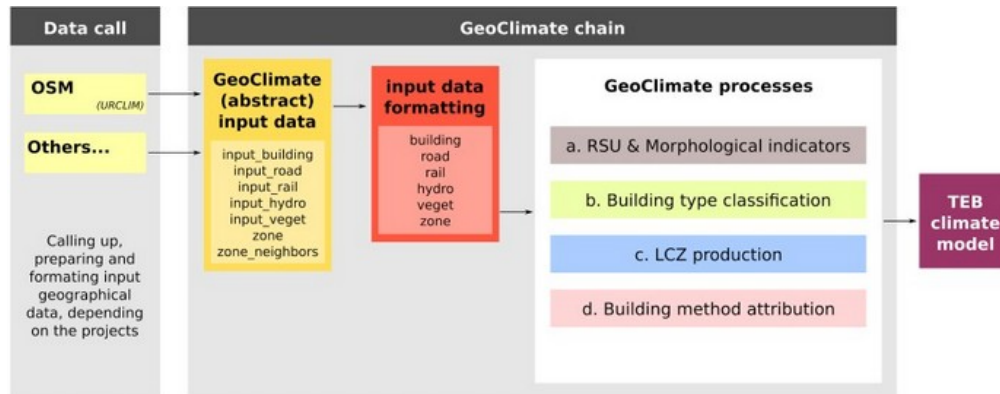 Data call
OSM
(URCLIM)
Others...
Calling up,
preparing and
formating input
geographical
data, depending
on the projects
GeoClimate chain
GeoClimate
(abstract)
input data
input_building
input_road
input_rail
input_hydro
input_veget
zone
zone_neighbors
input data
formatting
building
road
rail
hydro
veget
zone
GeoClimate processes
a. RSU & Morphological indicators
b. Building type classification
c. LCZ production
d. Building method attribution
TEB
climate
model